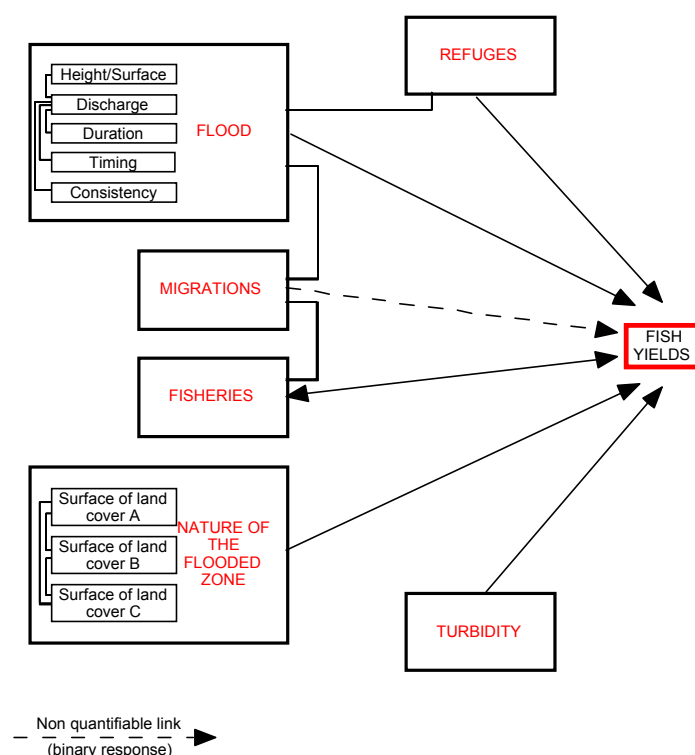 REFUGES
Height/Surface
Discharge
Duration
Timing
Consistency
FLOOD
MIGRATIONS
FISHERIES
FISH
YIELDS
Surface of land
cover A
Surface of land
cover B
Surface of land
cover C
NATURE OF
THE
FLOODED
ZONE
TURBIDITY
Non quantifiable link
(binary response)